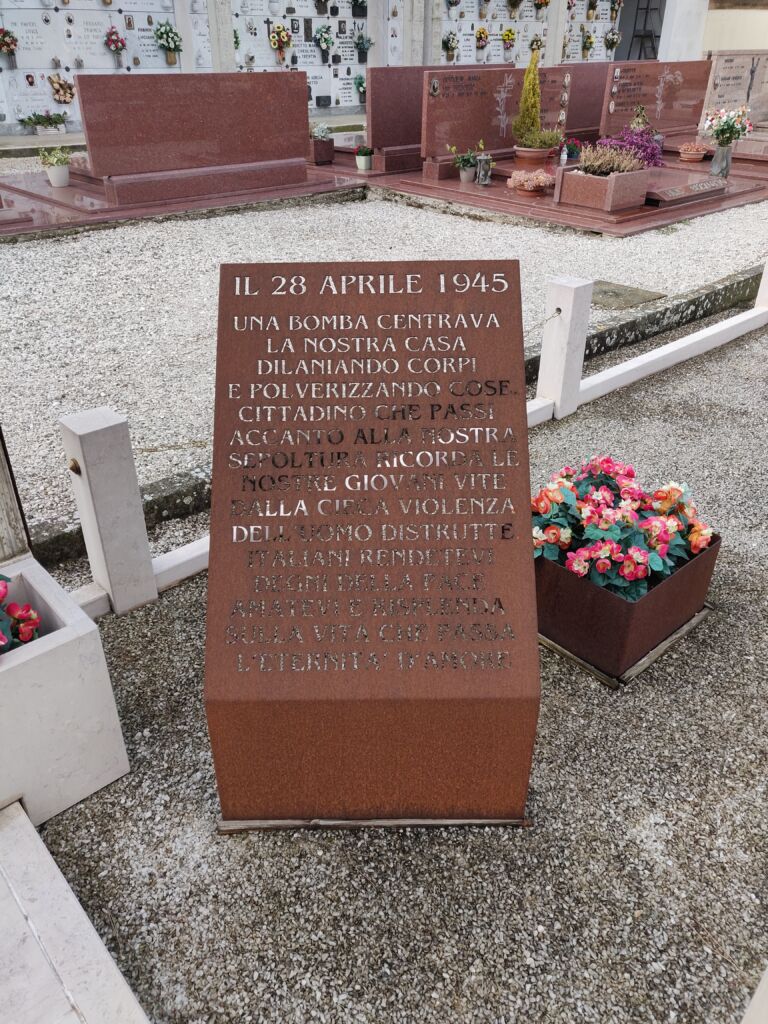 IL 28 APRILE 1945
UNA BOMBA CENTRAVA
LA NOSTRA CASA
DILANIANDO CORPI
E POLVERIZZANDO COSE.
CITTADINO CHE PASSI
ACCANTO ALLA NOSTRA
SEPOLTURA RICORDA LE
NOSTRE GIOVANI VITE
DALLA CIECA VIOLENZA
DELL'UOMO DISTRUTTE
ITALIANI RENDETEVI
DEGNI DELLA PACE
AMATEVI E RISPLENDA
SULLA VITA CHE PASSA
L'ETERNITA' D'AMORE